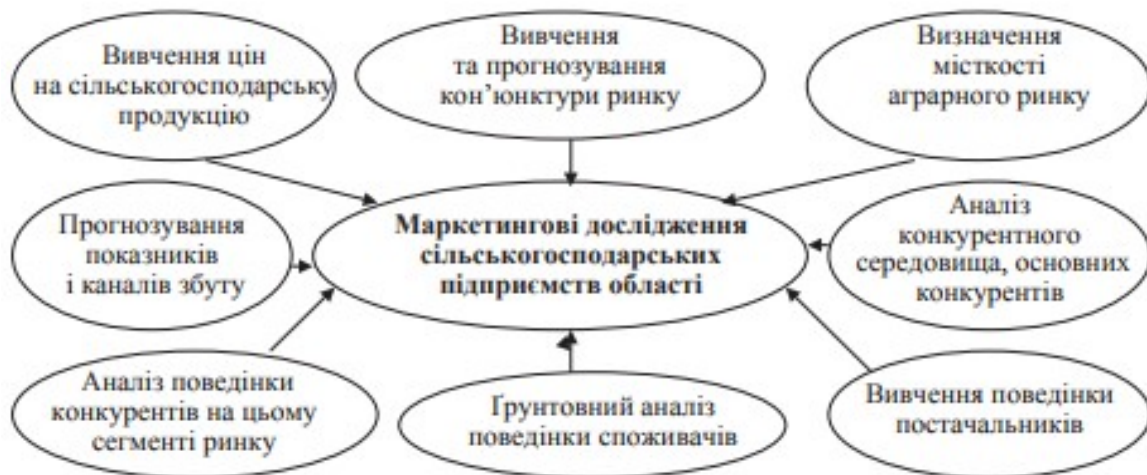 Вивчення цін
на сільськогосподарську
продукцію
Вивчення
та прогнозування
кон’юнктури ринку
Визначення
місткості
аграрного ринку
Прогнозування
показників
і каналів збуту
Маркетингові дослідження
сільськогосподарських
підприємств області
Аналіз
конкурентного
середовища, основних
конкурентів
Аналіз поведінки
конкурентів на цьому
сегменті ринку
Ґрунтовний аналіз
поведінки споживачів
Вивчення поведінки
постачальників